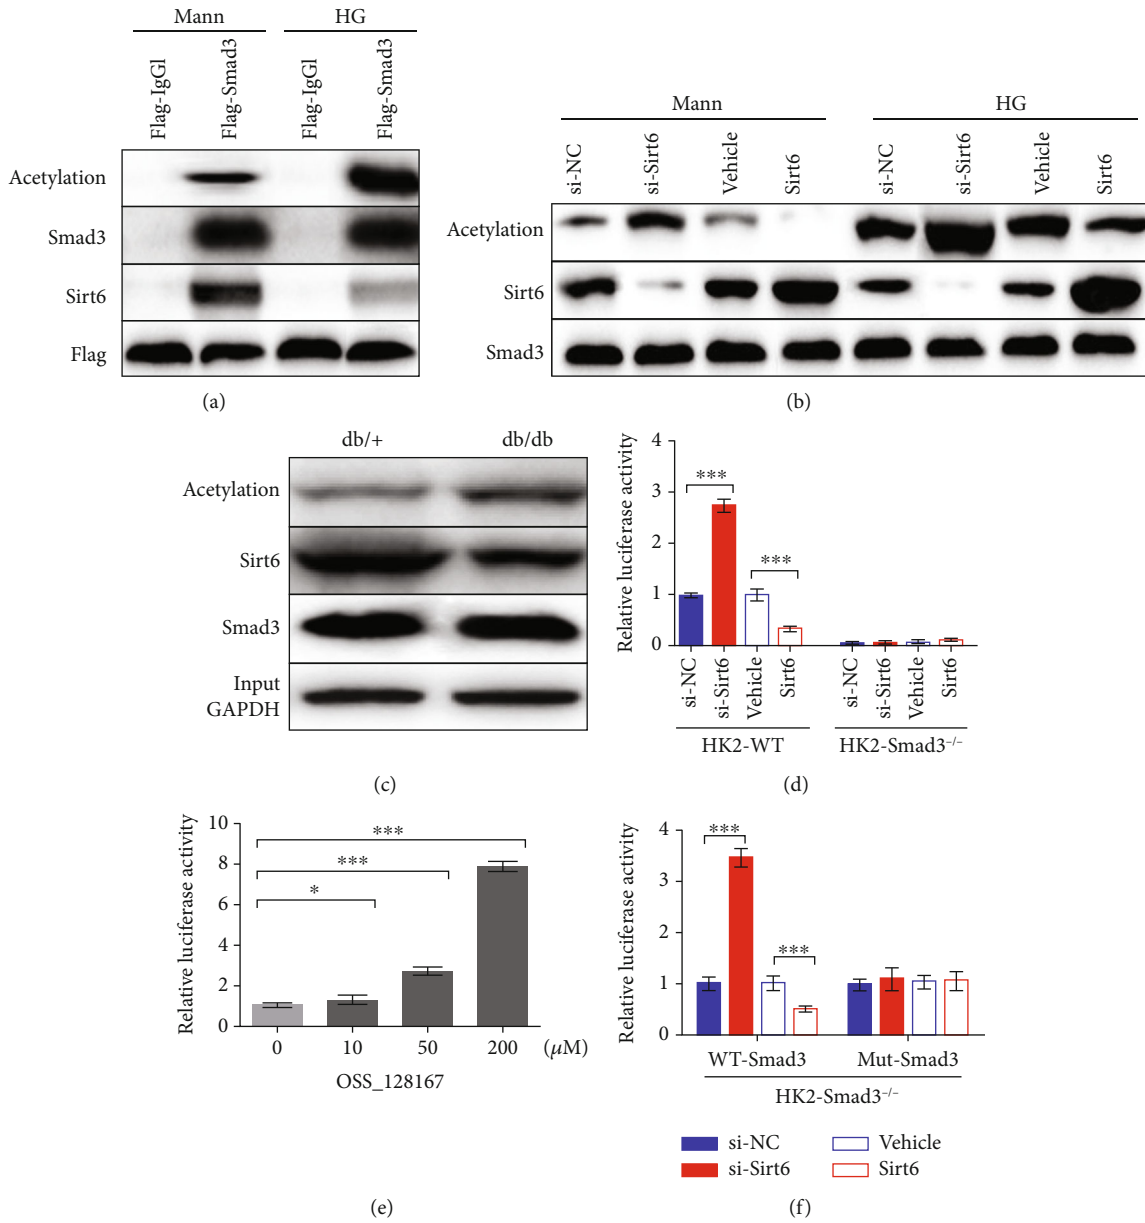 Mann HG
Flag-IgGl Flag-Smad3 Flag-IgGl Flag-Smad3
Acetylation
Smad3
Sirt6
Flag
(a)
Mann HG
si-NC si-Sirt6 Vehicle Sirt6 si-NC si-Sirt6 Vehicle Sirt6
Acetylation
Sirt6
Smad3
(b)
db/+ db/db
Acetylation
Sirt6
Smad3
Input
GAPDH
(c)
Relative luciferase activity
4
3
2
1
0
*** ***
si-NC si-Sirt6 Vehicle Sirt6 si-NC si-Sirt6 Vehicle Sirt6
HK2-WT HK2-Smad3⁻/⁻
(d)
Relative luciferase activity
10
8
6
4
2
0
***
***
*
0 10 50 200 (μM)
OSS_128167
(e)
Relative luciferase activity
4
3
2
1
0
***
***
WT-Smad3 Mut-Smad3
HK2-Smad3⁻/⁻
si-NC Vehicle
si-Sirt6 Sirt6
(f)